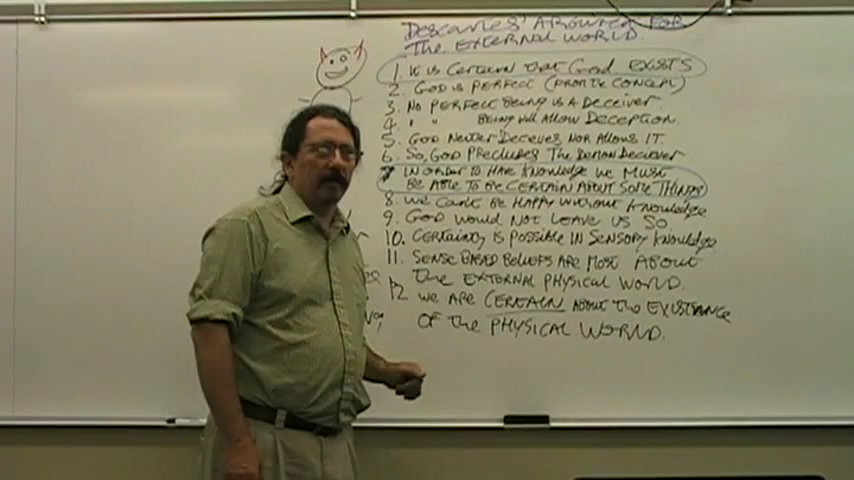 DESCARTES' ARGUMENT FOR
THE EXTERNAL WORLD.
1. It is Certain that God EXISTS
2. GOD IS PERFECT (FROM THE CONCEPT)
3. NO PERFECT BEING IS A DECEIVER.
4. " " BEING WILL ALLOW DECEPTION.
5. GOD NEITHER DECEIVES NOR ALLOWS IT.
6. SO, GOD PRECLUDES THE DEMON DECIEVER
7 IN ORDER TO HAVE KNOWLEDGE WE MUST
BE ABLE TO BE CERTAIN ABOUT SOME THINGS
8. WE CAN'T BE HAPPY WITHOUT KNOWLEDGE
9. GOD WOULD NOT LEAVE US SO
10. CERTAINTY IS POSSIBLE IN SENSORY KNOWLEDGE.
11. SENSE BASED BELIEFS ARE MOST ABOUT
THE EXTERNAL PHYSICAL WORLD.
12 WE ARE CERTAIN ABOUT THE EXISTANCE
OF THE PHYSICAL WORLD.